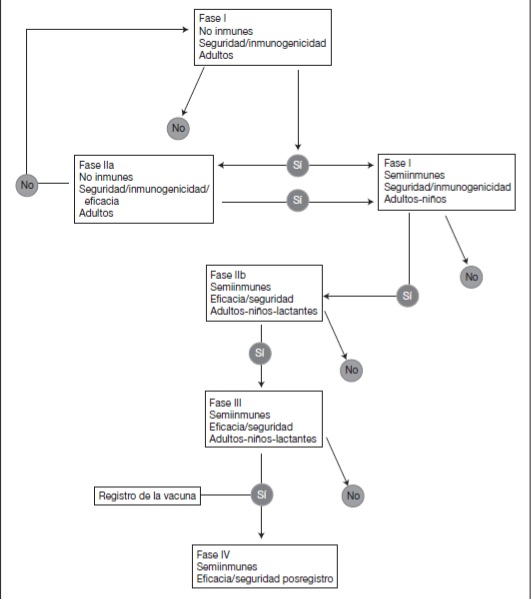 Fase I
No inmunes
Seguridad/inmunogenicidad
Adultos
No
Sí
No
Fase IIa
No inmunes
Seguridad/inmunogenicidad/
eficacia
Adultos
Sí
Fase I
Semiinmunes
Seguridad/inmunogenicidad
Adultos-niños
No
Sí
Fase IIb
Semiinmunes
Eficacia/seguridad
Adultos-niños-lactantes
Sí
No
Fase III
Semiinmunes
Eficacia/seguridad
Adultos-niños-lactantes
Registro de la vacuna
Sí
No
Fase IV
Semiinmunes
Eficacia/seguridad posregistro